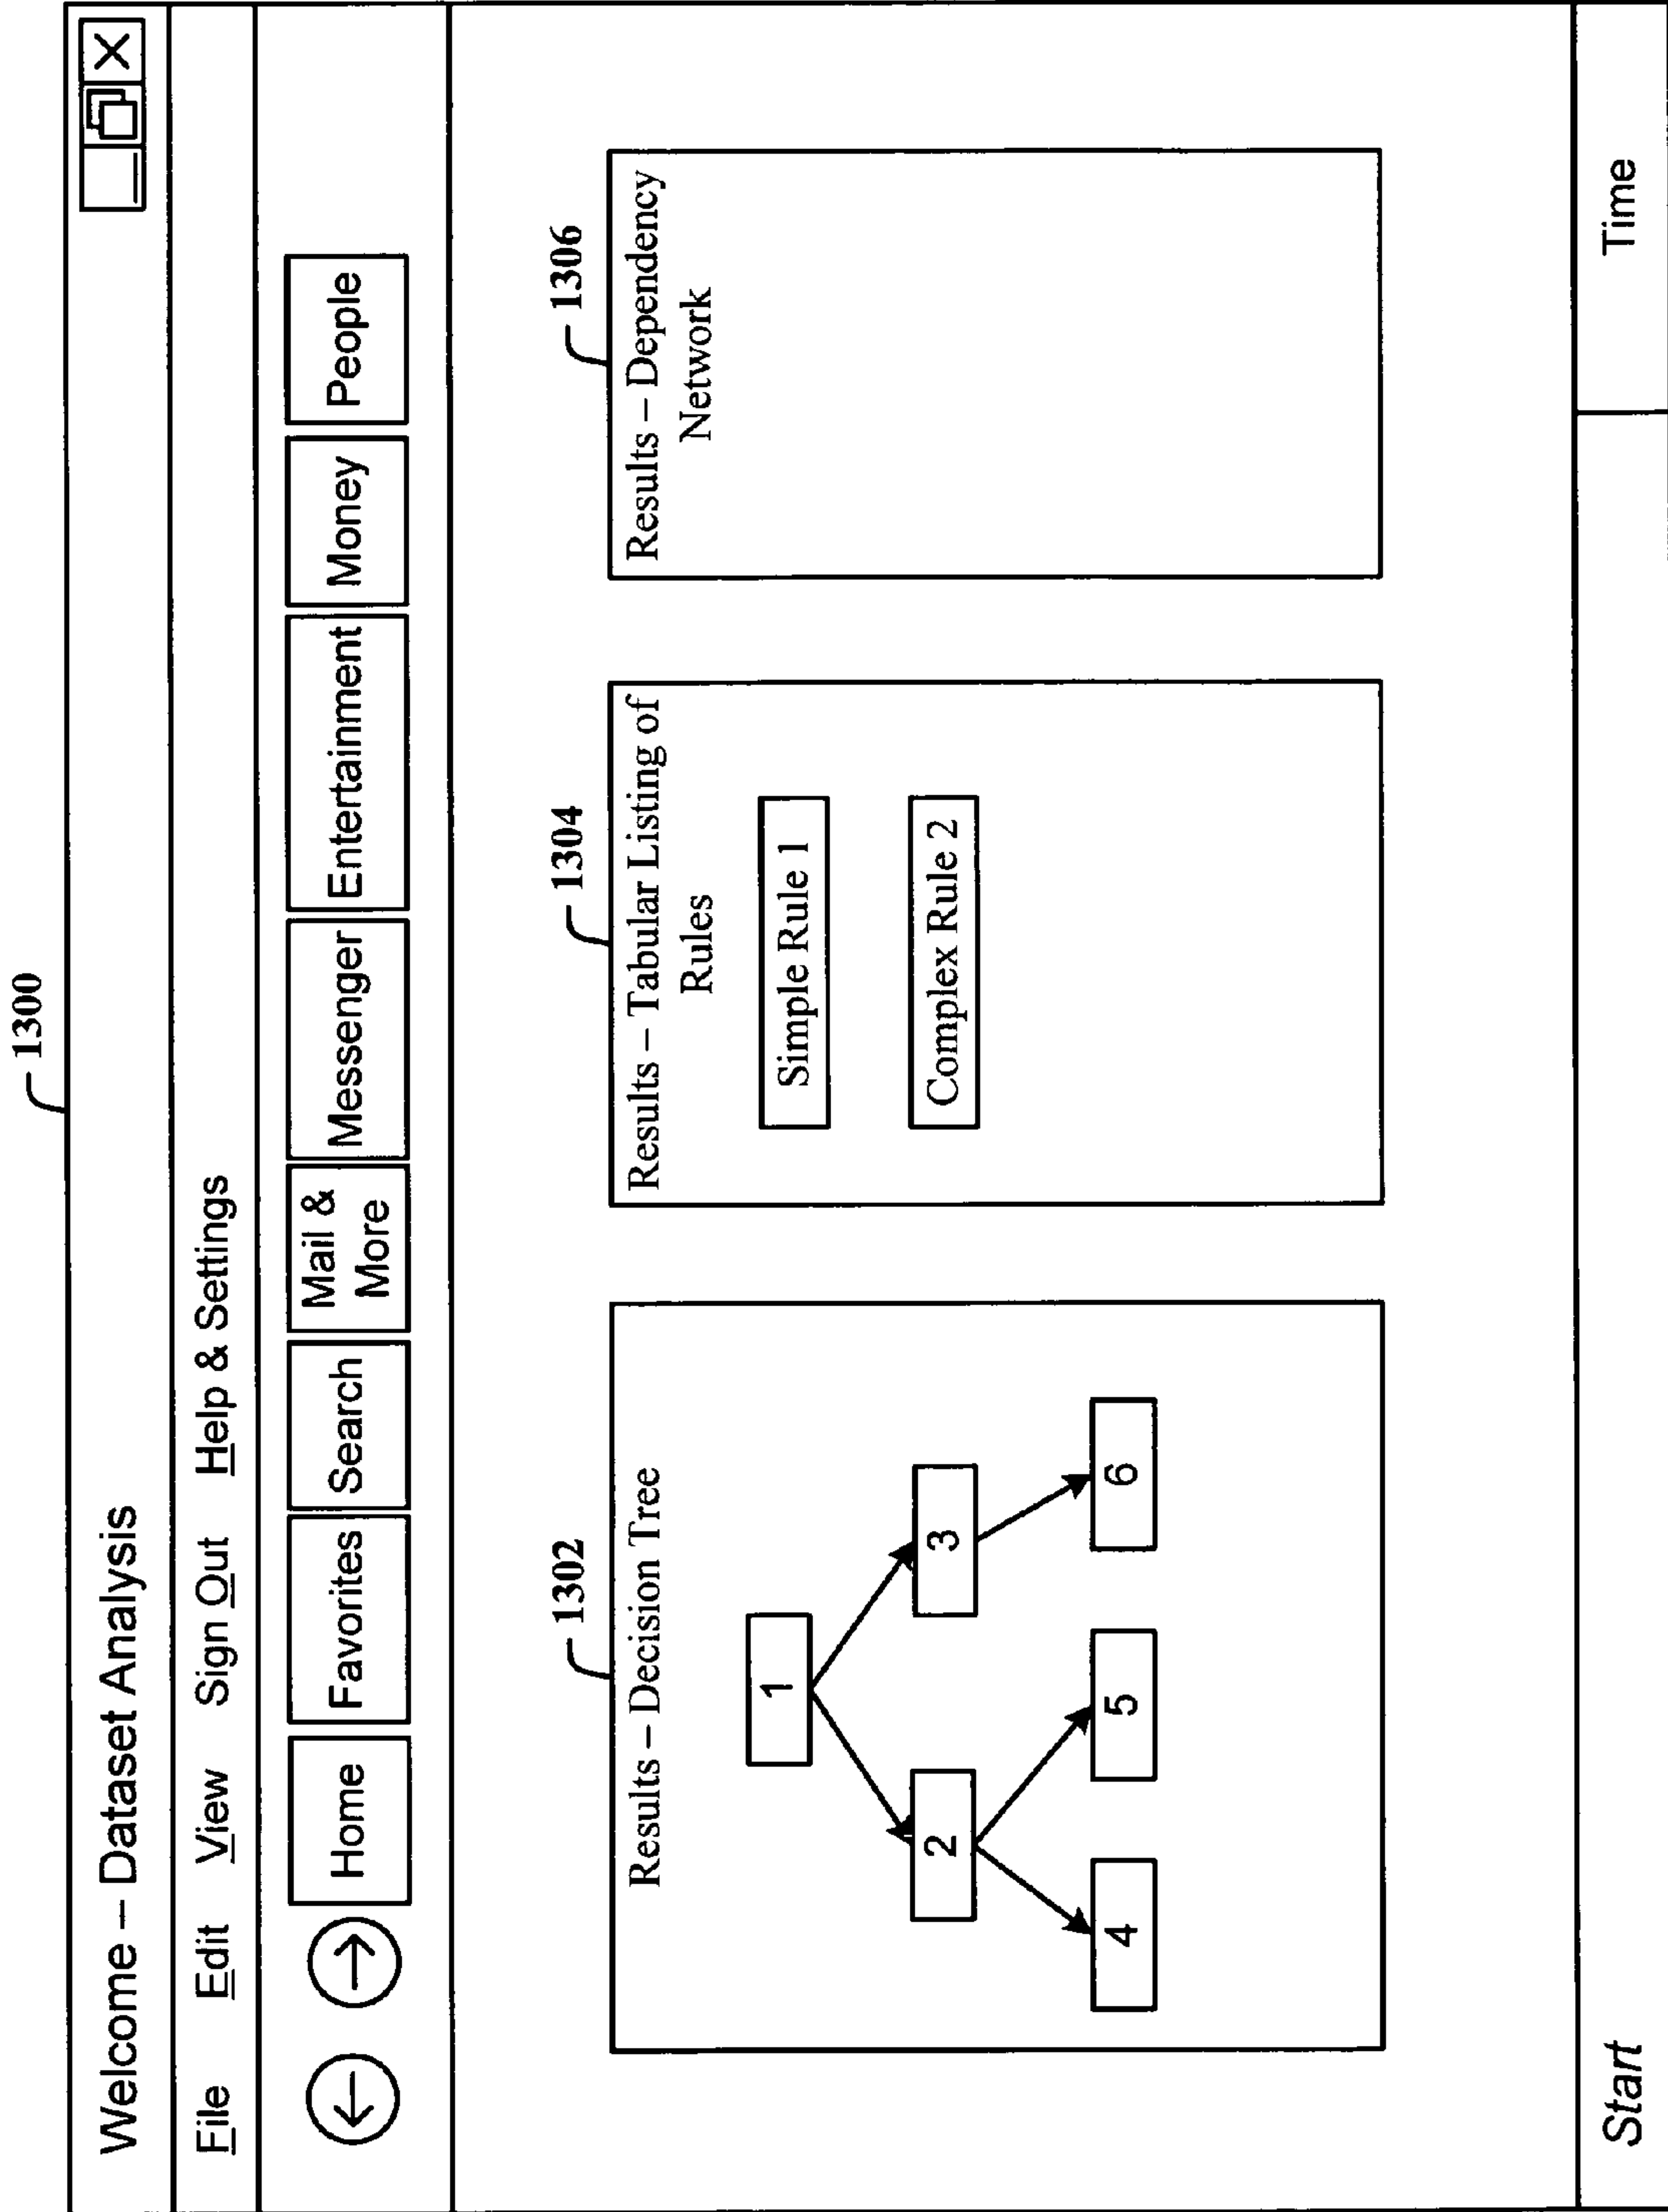 1300
Welcome – Dataset Analysis
X
File Edit View Sign Out Help & Settings
Home
Favorites
Search
Mail &
More
Messenger
Entertainment
Money
People
1302
Results – Decision Tree
1
2
3
4
5
6
1304
Results – Tabular Listing of
Rules
Simple Rule 1
Complex Rule 2
1306
Results – Dependency
Network
Start
Time